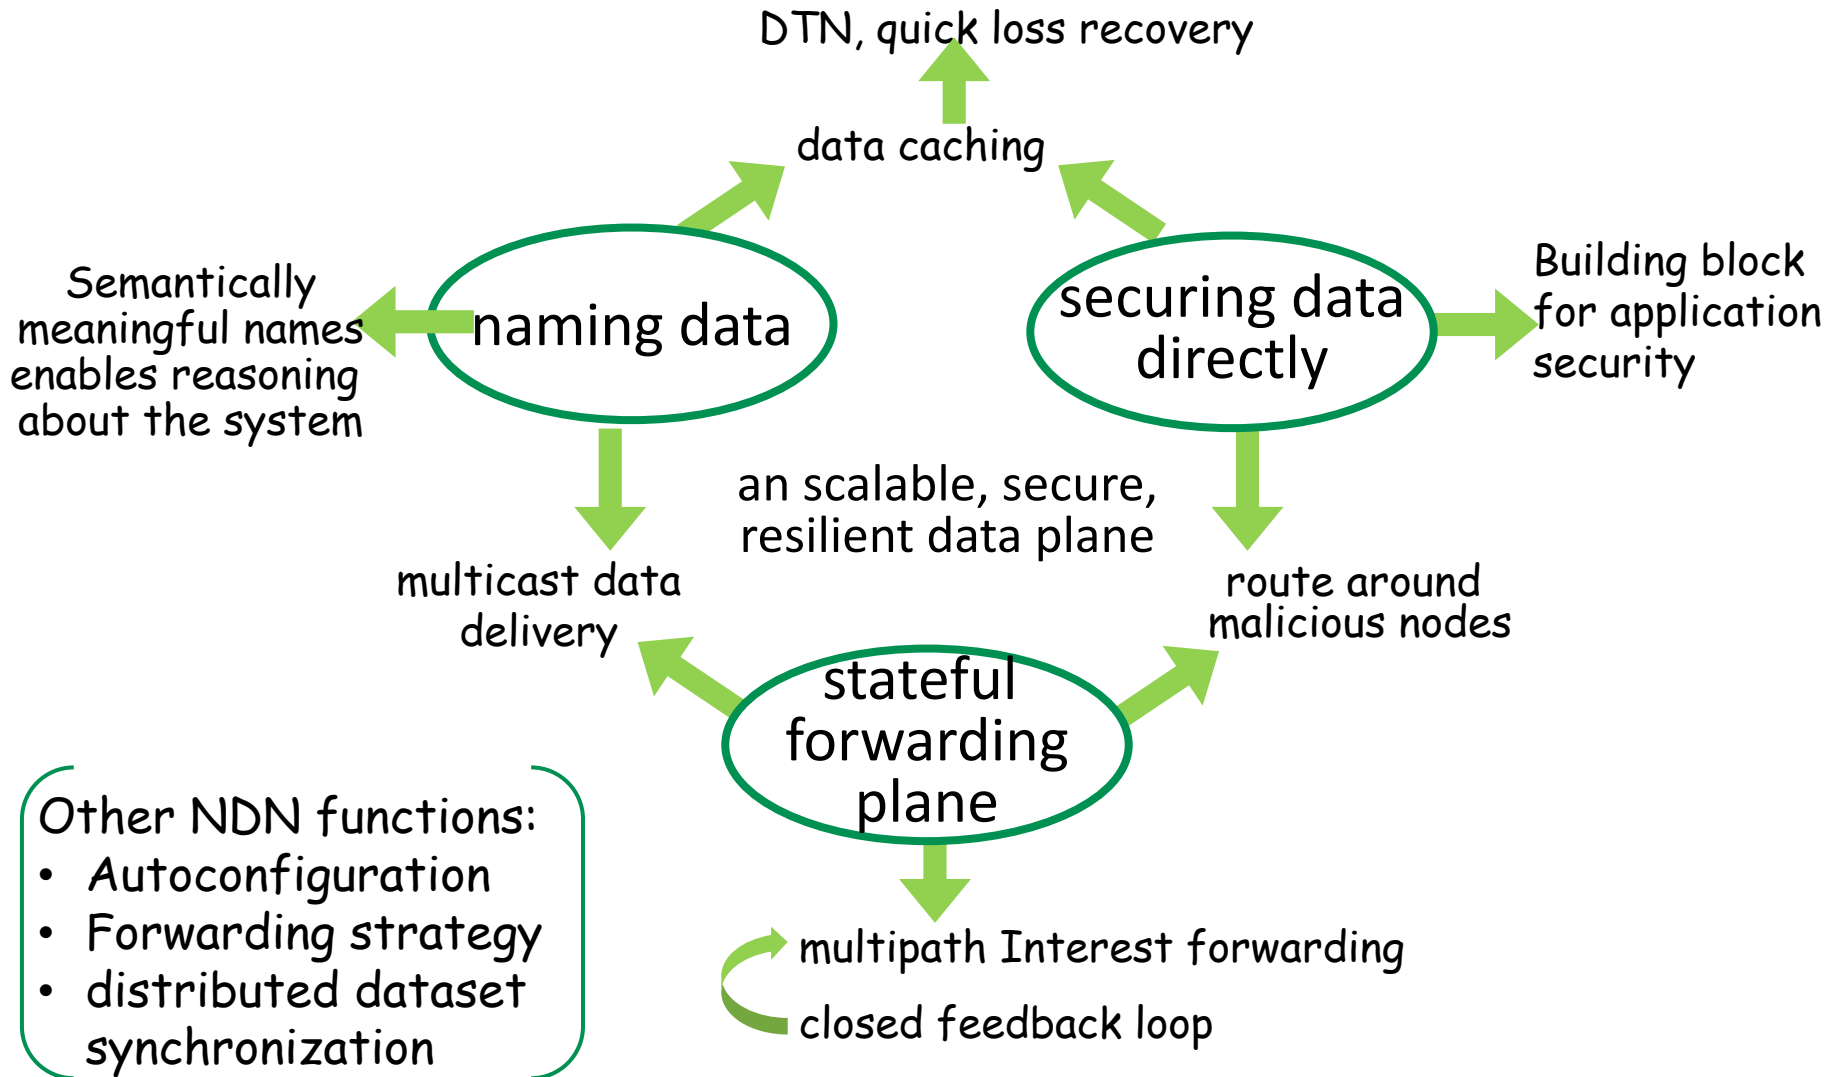 DTN, quick loss recovery
data caching
Semantically
meaningful names
enables reasoning
about the system
naming data
securing data
directly
Building block
for application
security
an scalable, secure,
resilient data plane
multicast data
delivery
route around
malicious nodes
stateful
forwarding
plane
Other NDN functions:
• Autoconfiguration
• Forwarding strategy
• distributed dataset
synchronization
multipath Interest forwarding
closed feedback loop